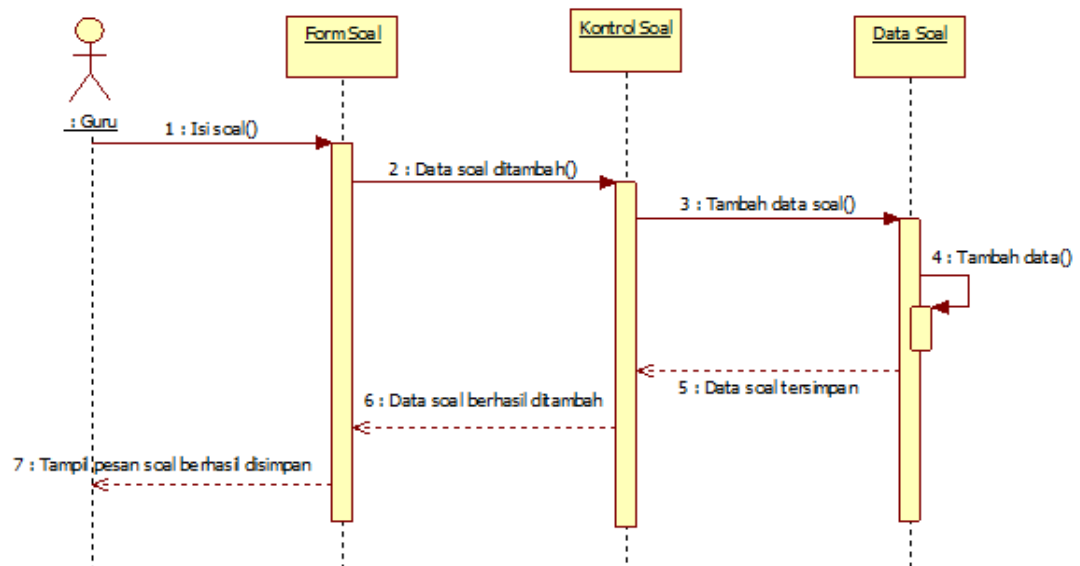 Form Soal
Kontrol Soal
Data Soal
: Guru
1 : Isi soal()
2 : Data soal ditambah()
3 : Tambah data soal()
4 : Tambah data()
5 : Data soal tersimpan
6 : Data soal berhasil ditambah
7 : Tampil pesan soal berhasil disimpan